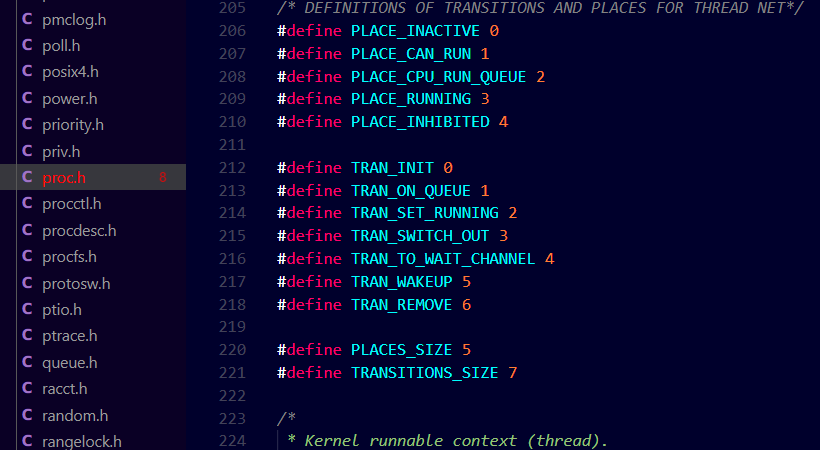 C pmclog.h
C poll.h
C posix4.h
C power.h
C priority.h
C priv.h
C proc.h 8
C procctl.h
C procdesc.h
C procfs.h
C protosw.h
C ptio.h
C ptrace.h
C queue.h
C racct.h
C random.h
C rangelock.h
205 /* DEFINITIONS OF TRANSITIONS AND PLACES FOR THREAD NET*/
206 #define PLACE_INACTIVE 0
207 #define PLACE_CAN_RUN 1
208 #define PLACE_CPU_RUN_QUEUE 2
209 #define PLACE_RUNNING 3
210 #define PLACE_INHIBITED 4
211
212 #define TRAN_INIT 0
213 #define TRAN_ON_QUEUE 1
214 #define TRAN_SET_RUNNING 2
215 #define TRAN_SWITCH_OUT 3
216 #define TRAN_TO_WAIT_CHANNEL 4
217 #define TRAN_WAKEUP 5
218 #define TRAN_REMOVE 6
219
220 #define PLACES_SIZE 5
221 #define TRANSITIONS_SIZE 7
222
223 /*
224 * Kernel runnable context (thread).